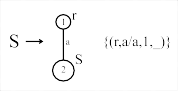 S → 1 r
a
2 S
{(r,a/a,1,_)}